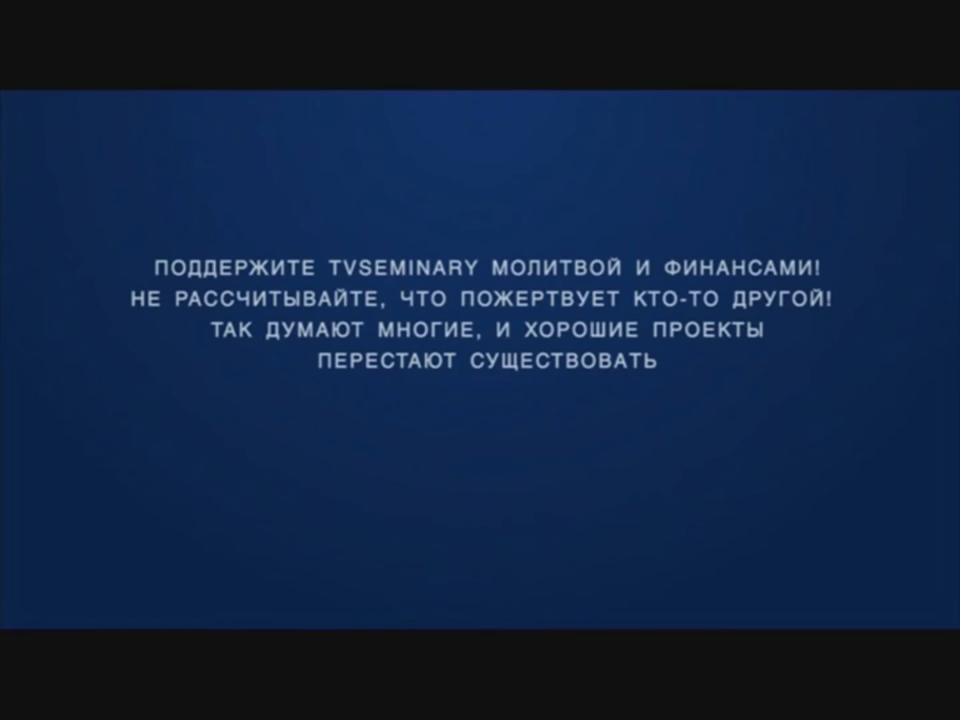 ПОДДЕРЖИТЕ TVSEMINARY МОЛИТВОЙ И ФИНАНСАМИ!
НЕ РАССЧИТЫВАЙТЕ, ЧТО ПОЖЕРТВУЕТ КТО-ТО ДРУГОЙ!
ТАК ДУМАЮТ МНОГИЕ, И ХОРОШИЕ ПРОЕКТЫ
ПЕРЕСТАЮТ СУЩЕСТВОВАТЬ